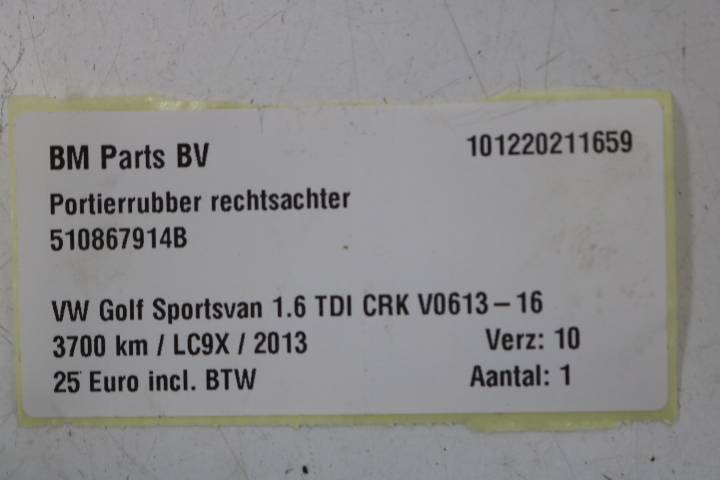 BM Parts BV 101220211659
Portierrubber rechtsachter
510867914B
VW Golf Sportsvan 1.6 TDI CRK V0613-16
3700 km / LC9X / 2013 Verz: 10
25 Euro incl. BTW Aantal: 1